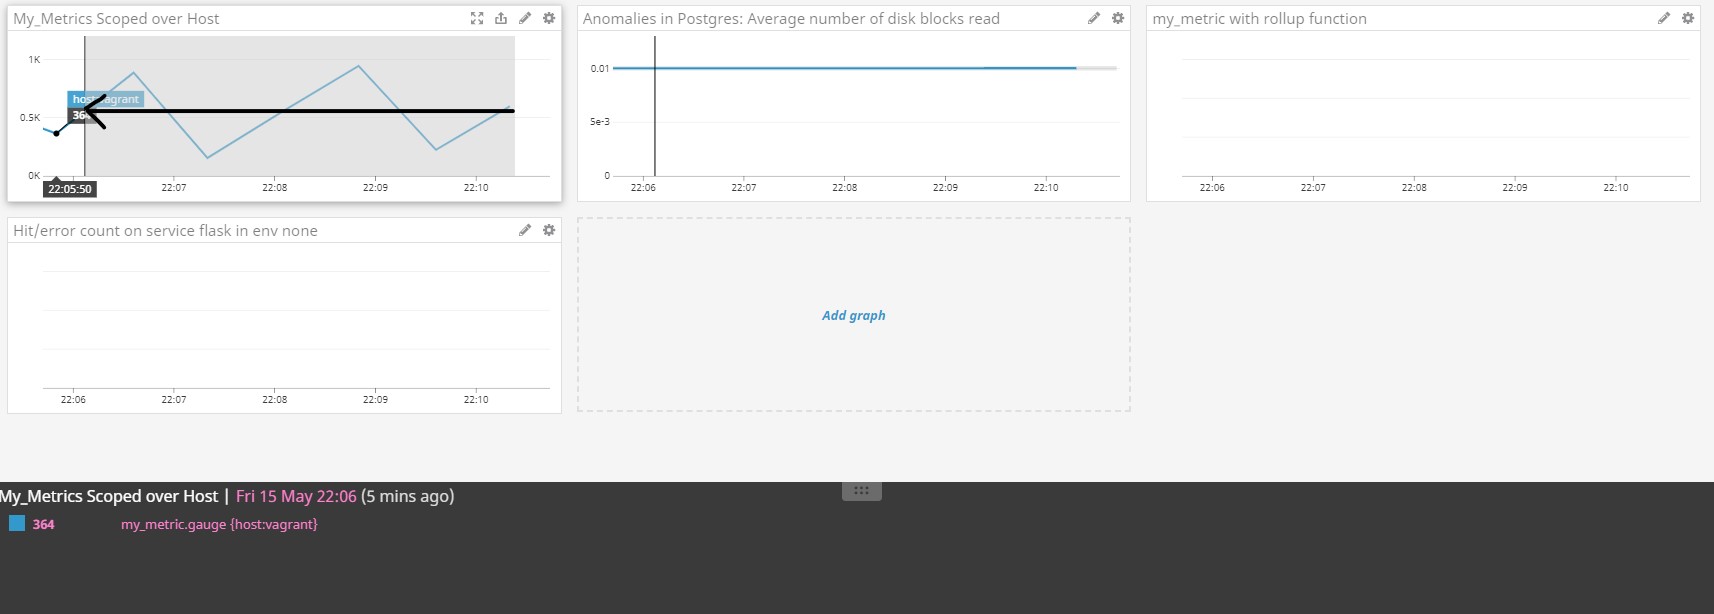 My_Metrics Scoped over Host
1K
0.5K
0K
host:vagrant
364
22:05:50
22:07
22:08
22:09
22:10
Anomalies in Postgres: Average number of disk blocks read
0.01
5e-3
0
22:06
22:07
22:08
22:09
22:10
my_metric with rollup function
22:06
22:07
22:08
22:09
22:10
Hit/error count on service flask in env none
22:06
22:07
22:08
22:09
22:10
Add graph
My_Metrics Scoped over Host | Fri 15 May 22:06 (5 mins ago)
364 my_metric.gauge {host:vagrant}